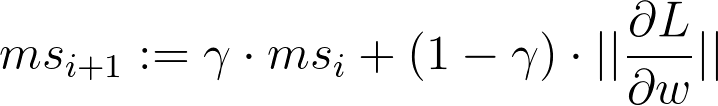 ms_{i+1} := γ · ms_i + (1 − γ) · ||∂L/∂w||